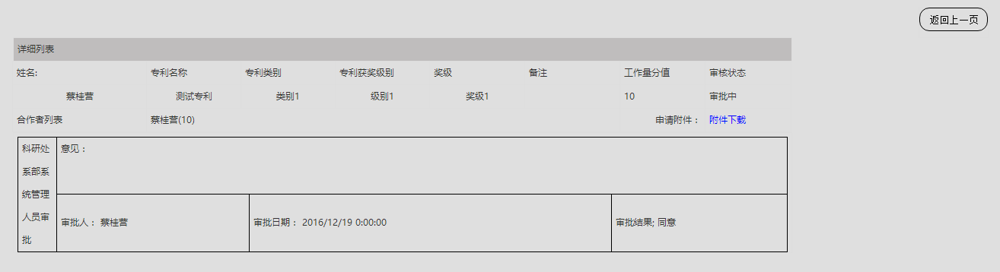 返回上一页
详细列表
姓名: 专利名称 专利类别 专利获奖级别 奖级 备注 工作量分值 审核状态
蔡桂营 测试专利 类别1 级别1 奖级1 10 审批中
合作者列表 蔡桂营(10) 申请附件： 附件下载
科研处
系部系
统管理
人员审
批
意见：
审批人： 蔡桂营 审批日期： 2016/12/19 0:00:00 审批结果; 同意